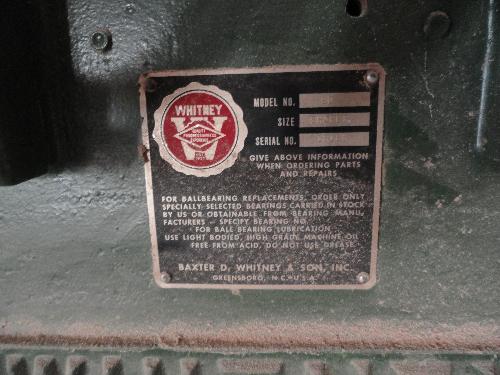 WHITNEY
W
MODEL NO.
SIZE
SERIAL NO.
GIVE ABOVE INFORMATION
WHEN ORDERING PARTS
AND REPAIRS
FOR BALLBEARING REPLACEMENTS, ORDER ONLY
SPECIALLY SELECTED BEARINGS CARRIED IN STOCK
BY US OR OBTAINABLE FROM BEARING MANU-
FACTURERS - SPECIFY BEARING NO.
FOR BALL BEARING LUBRICATION
USE LIGHT BODIED, HIGH GRADE MACHINE OIL
FREE FROM ACID, DO NOT USE GREASE
BAXTER D. WHITNEY & SON, INC.
GREENSBORO, N.C. U.S.A.